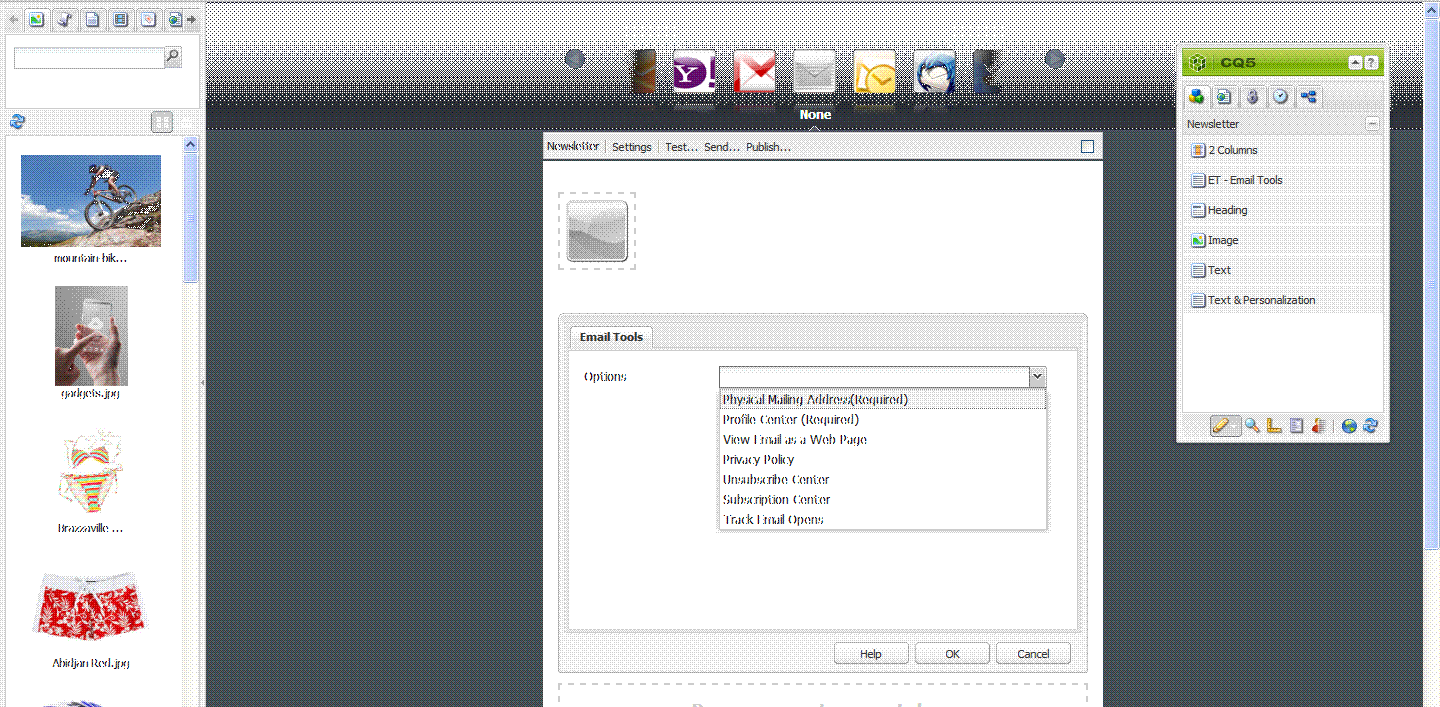 None
Newsletter
Settings
Test...
Send...
Publish...
mountain-bik...
gadgets.jpg
Brazzaville ...
Abidjan Red.jpg
Email Tools
Options
Physical Mailing Address(Required)
Profile Center (Required)
View Email as a Web Page
Privacy Policy
Unsubscribe Center
Subscription Center
Track Email Opens
Help
OK
Cancel
CQ5
Newsletter
2 Columns
ET - Email Tools
Heading
Image
Text
Text & Personalization